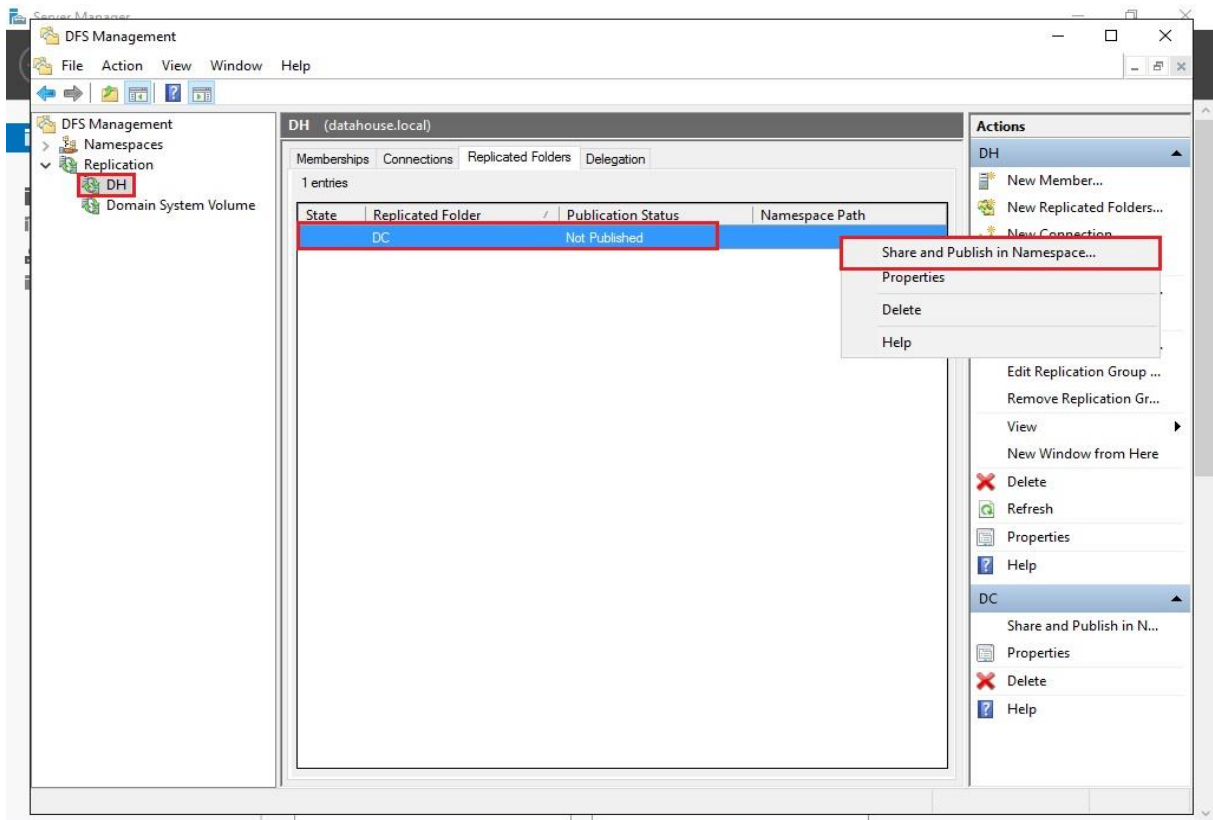 Server Manager
DFS Management
File Action View Window Help
DFS Management
Namespaces
Replication
DH
Domain System Volume
DH (datahouse.local)
Memberships Connections Replicated Folders Delegation
1 entries
State Replicated Folder Publication Status Namespace Path
DC Not Published
Share and Publish in Namespace...
Properties
Delete
Help
Actions
DH
New Member...
New Replicated Folders...
New Connection
Edit Replication Group ...
Remove Replication Gr...
View
New Window from Here
Delete
Refresh
Properties
Help
DC
Share and Publish in N...
Properties
Delete
Help